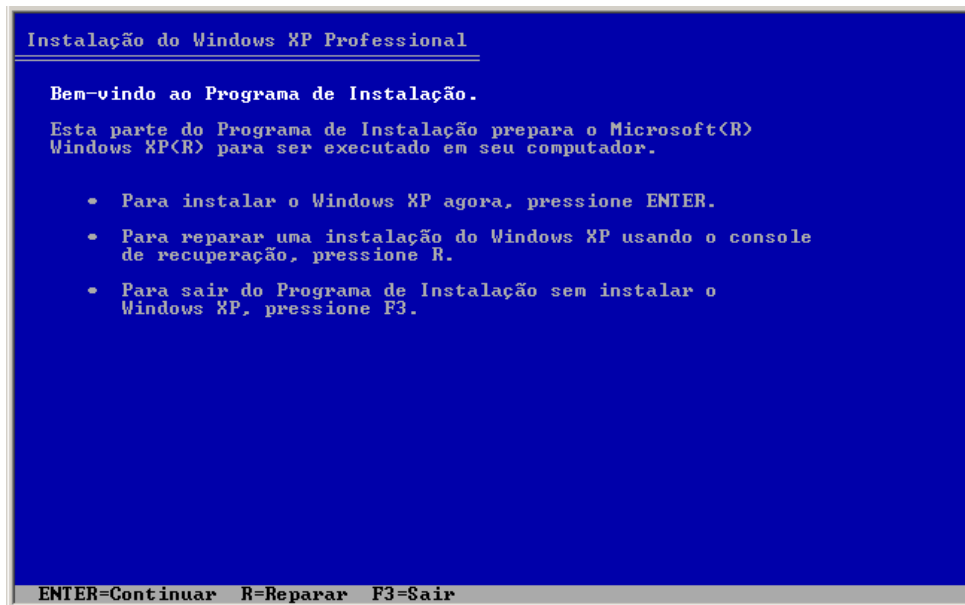 Instalação do Windows XP Professional
Bem-vindo ao Programa de Instalação.
Esta parte do Programa de Instalação prepara o Microsoft(R)
Windows XP(R) para ser executado em seu computador.
• Para instalar o Windows XP agora, pressione ENTER.
• Para reparar uma instalação do Windows XP usando o console
de recuperação, pressione R.
• Para sair do Programa de Instalação sem instalar o
Windows XP, pressione F3.
ENTER=Continuar R=Reparar F3=Sair